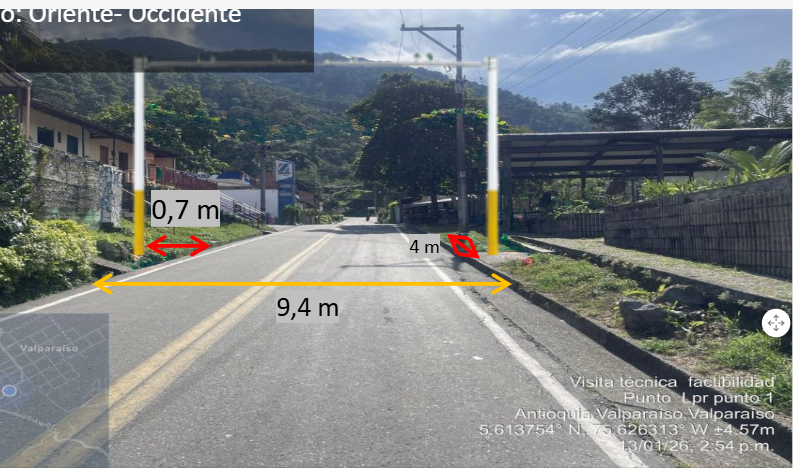 o: Oriente- Occidente
0,7 m
4 m
9,4 m
Valparaíso
Visita técnica factibilidad
Punto Lpr punto 1
Antioquia,Valparaiso,Valparaiso
5.613754° N, 75.626313° W ±4.57m
13/01/26, 2:54 p.m.